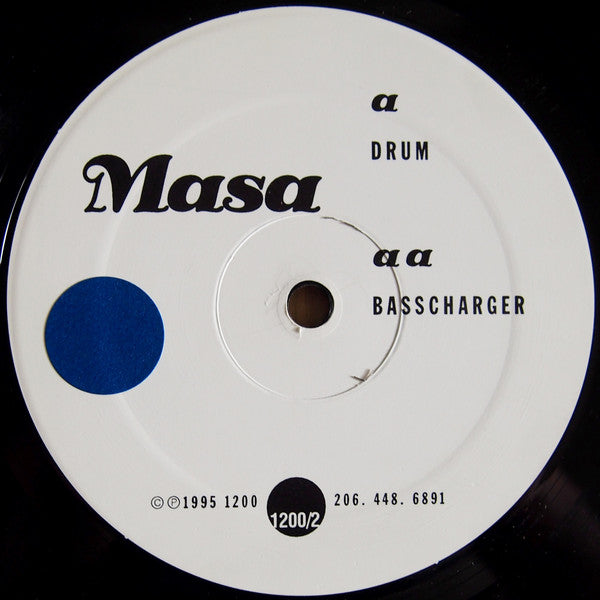 Masa
a
DRUM
a a
BASSCHARGER
©℗1995 1200
1200/2
206. 448. 6891